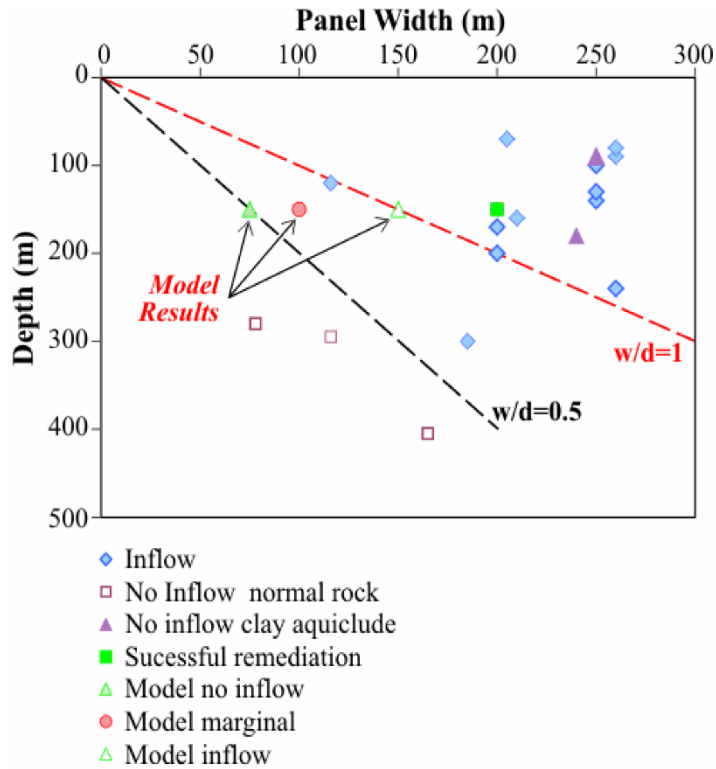 Panel Width (m)
0 50 100 150 200 250 300
0
100
200
300
400
500
Depth (m)
Model
Results
w/d=1
w/d=0.5
Inflow
No Inflow normal rock
No inflow clay aquiclude
Sucessful remediation
Model no inflow
Model marginal
Model inflow